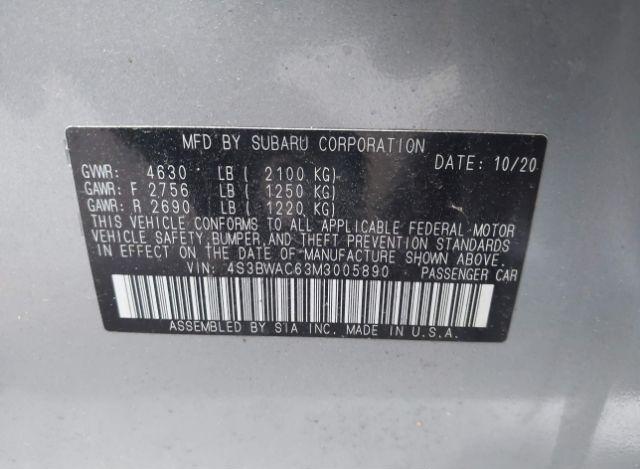 MFD BY SUBARU CORPORATION
DATE: 10/20
GVWR: 4630 LB ( 2100 KG)
GAWR: F 2756 LB ( 1250 KG)
GAWR: R 2690 LB ( 1220 KG)
THIS VEHICLE CONFORMS TO ALL APPLICABLE FEDERAL MOTOR
VEHICLE SAFETY, BUMPER, AND THEFT PREVENTION STANDARDS
IN EFFECT ON THE DATE OF MANUFACTURE SHOWN ABOVE.
VIN: 4S3BWAC63M3005890 PASSENGER CAR
ASSEMBLED BY SIA INC. MADE IN U.S.A.